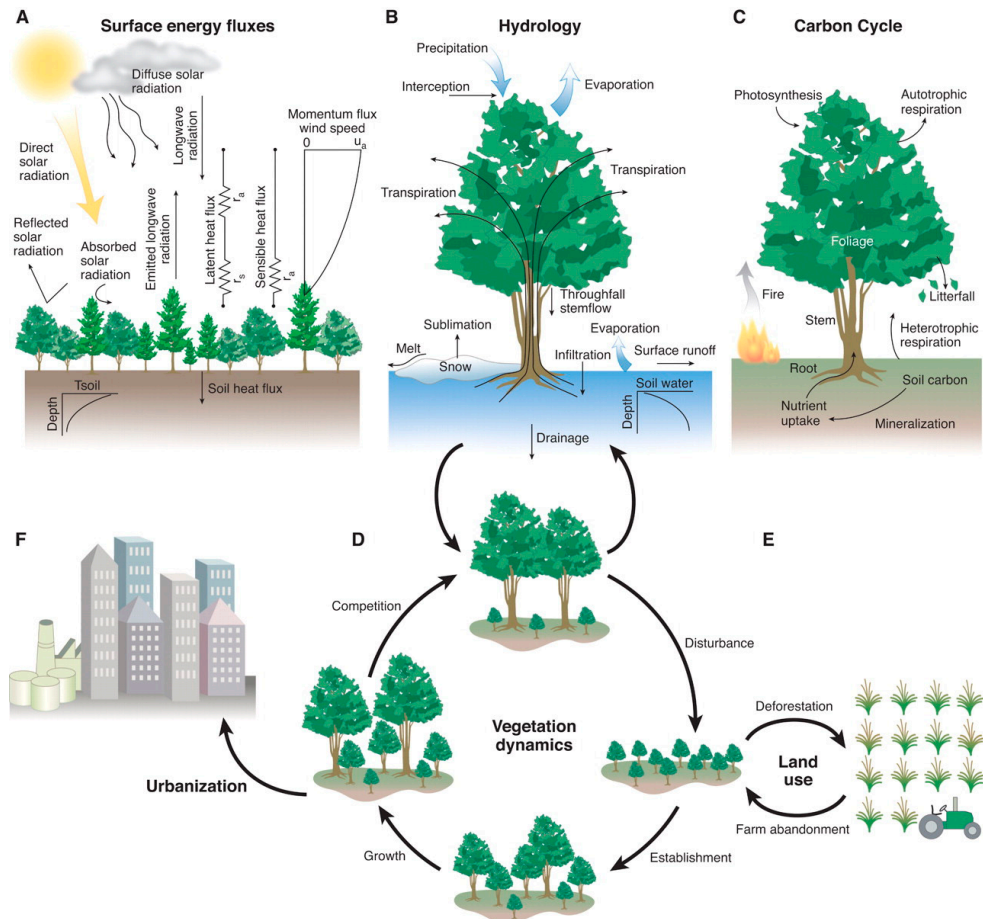 A
Surface energy fluxes
Diffuse solar
radiation
Direct
solar
radiation
Longwave
radiation
Momentum flux
wind speed
0
uₐ
Reflected
solar
radiation
Absorbed
solar
radiation
Emitted longwave
radiation
Latent heat flux
rₐ
rₛ
Sensible heat flux
rₐ
Tsoil
Depth
Soil heat flux
B
Hydrology
Precipitation
Interception
Evaporation
Transpiration
Transpiration
Throughfall
stemflow
Sublimation
Evaporation
Melt
Snow
Infiltration
Surface runoff
Soil water
Depth
Drainage
C
Carbon Cycle
Photosynthesis
Autotrophic
respiration
Foliage
Fire
Litterfall
Stem
Heterotrophic
respiration
Root
Soil carbon
Nutrient
uptake
Mineralization
F
D
E
Competition
Disturbance
Vegetation
dynamics
Deforestation
Land
use
Farm abandonment
Urbanization
Growth
Establishment